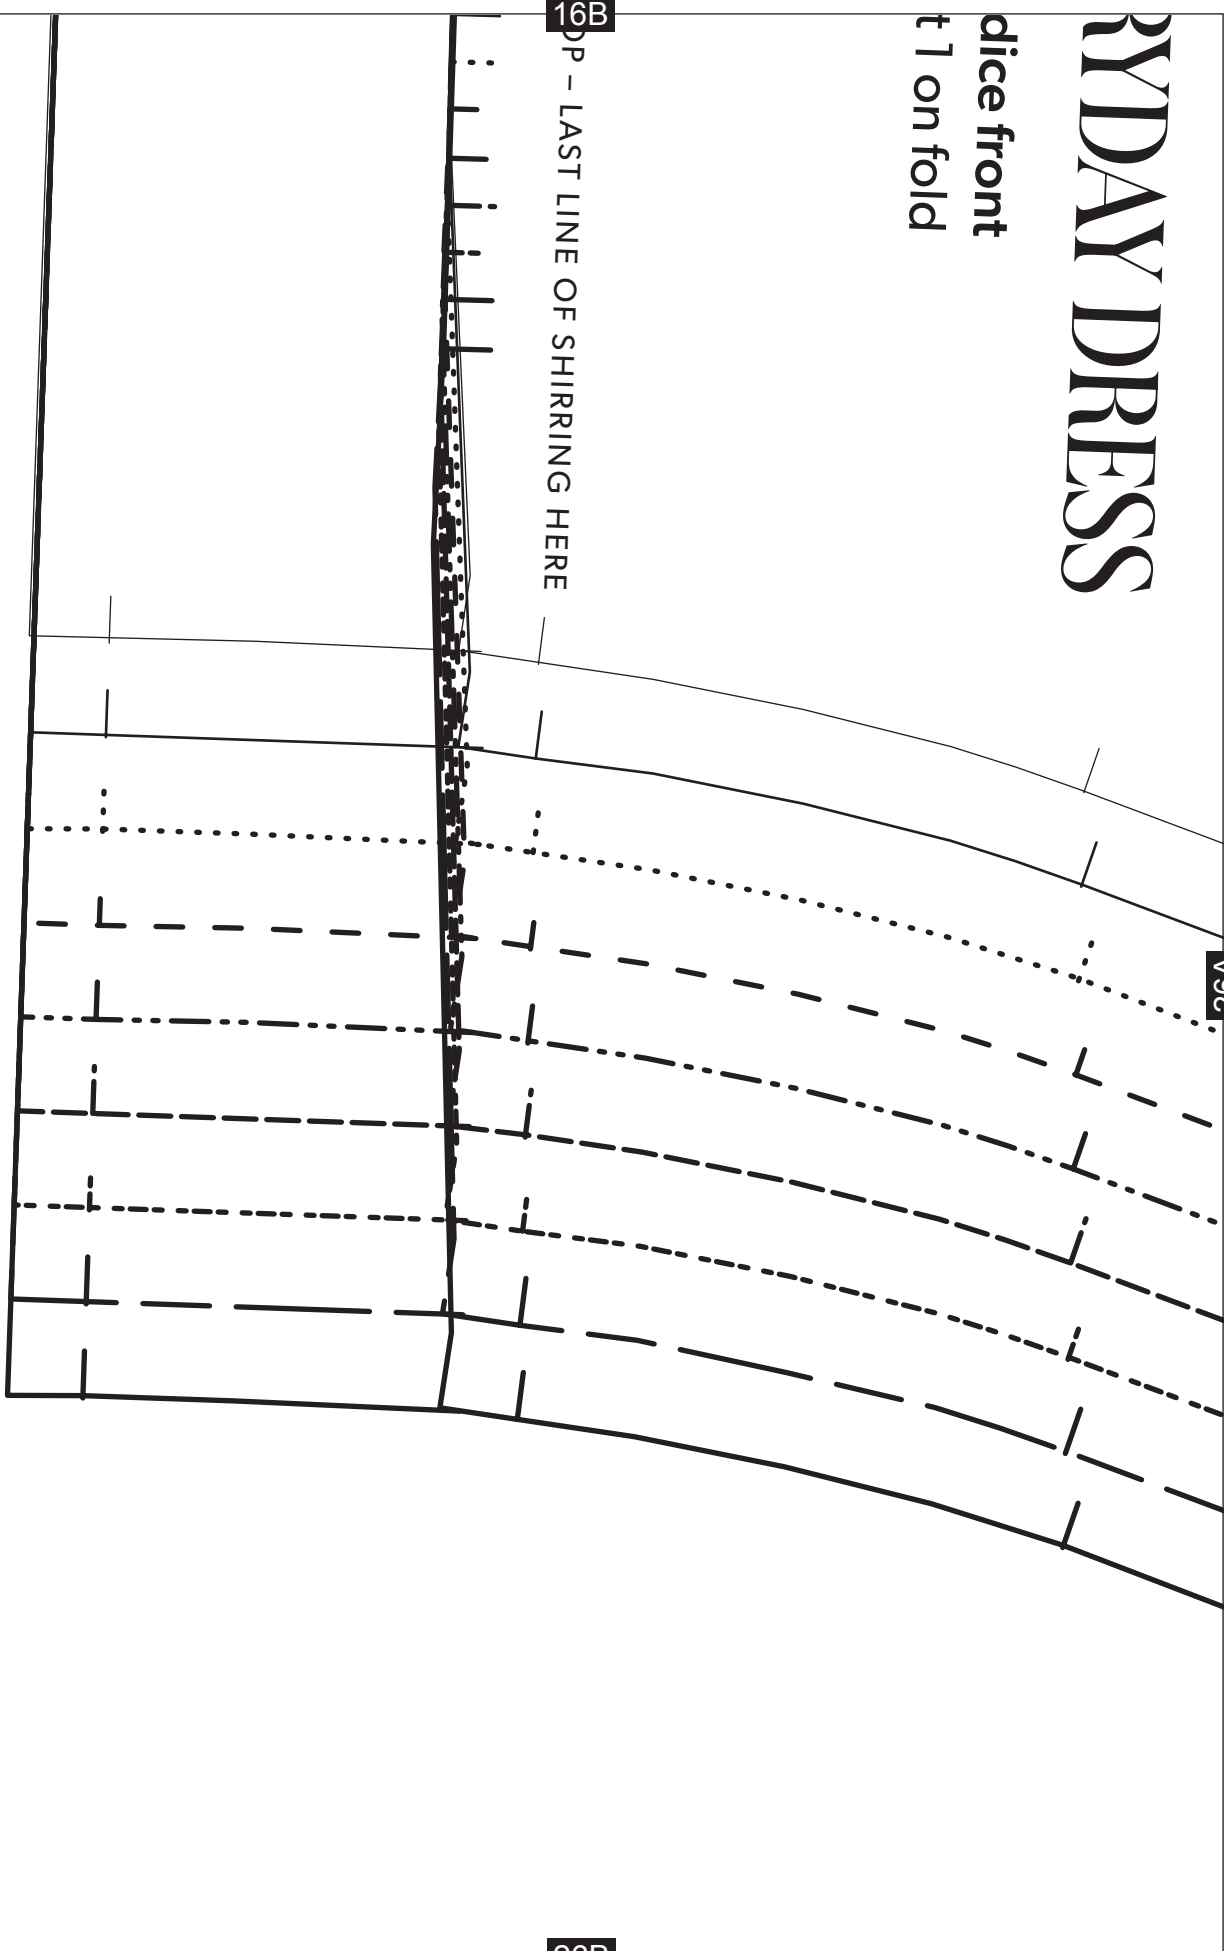 16B
RYDAY DRESS
dice front
t 1 on fold
OP – LAST LINE OF SHIRRING HERE